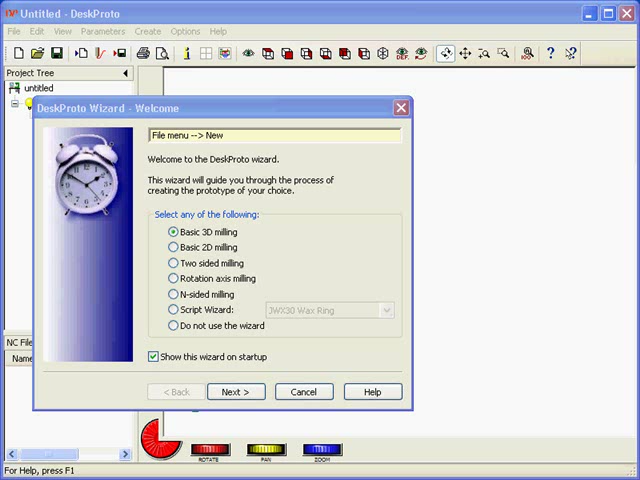 Untitled - DeskProto
File Edit View Parameters Create Options Help
DEF. 100
Project Tree
untitled
DeskProto Wizard - Welcome
File menu --> New
Welcome to the DeskProto wizard.
This wizard will guide you through the process of
creating the prototype of your choice.
Select any of the following:
Basic 3D milling
Basic 2D milling
Two sided milling
Rotation axis milling
N-sided milling
Script Wizard: JWX30 Wax Ring
Do not use the wizard
Show this wizard on startup
< Back Next > Cancel Help
NC File
Name
ROTATE PAN ZOOM
For Help, press F1